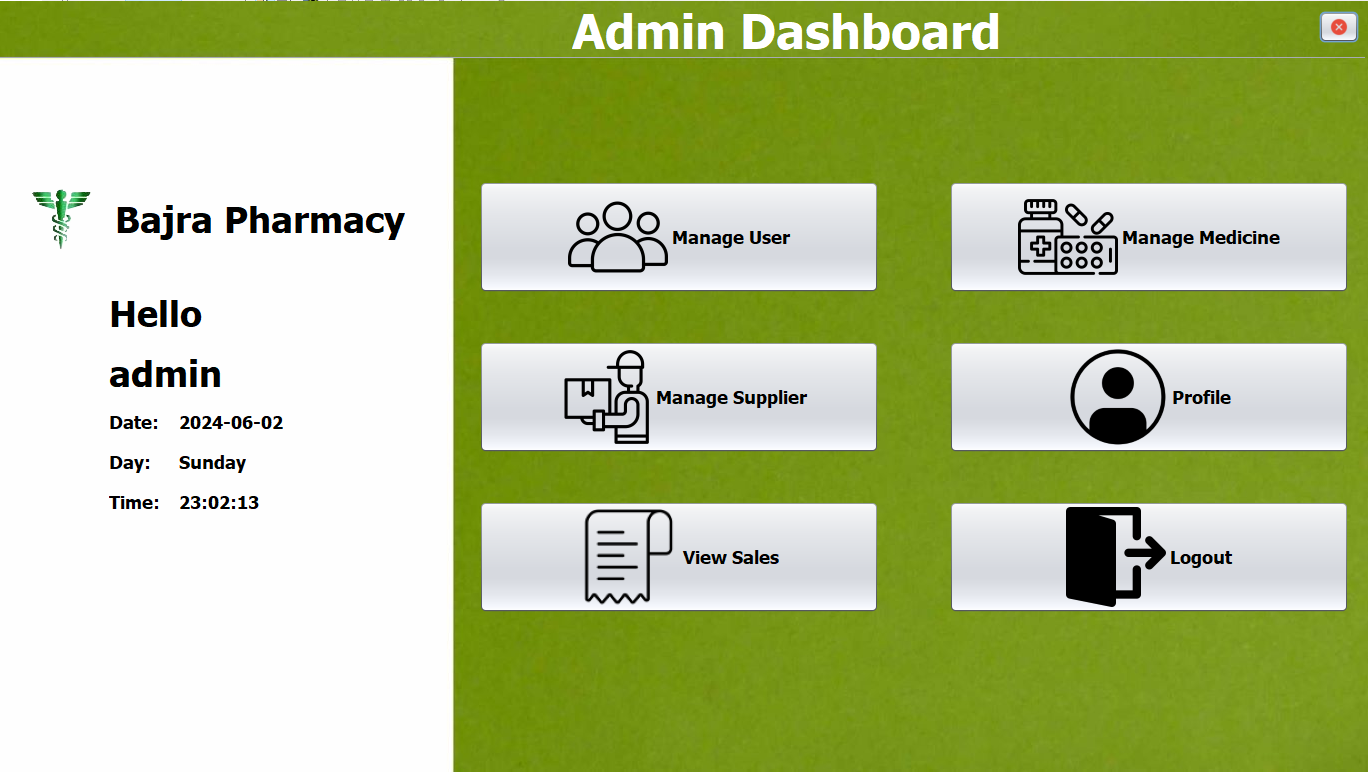 Admin Dashboard
Bajra Pharmacy
Hello
admin
Date: 2024-06-02
Day: Sunday
Time: 23:02:13
Manage User
Manage Medicine
Manage Supplier
Profile
View Sales
Logout